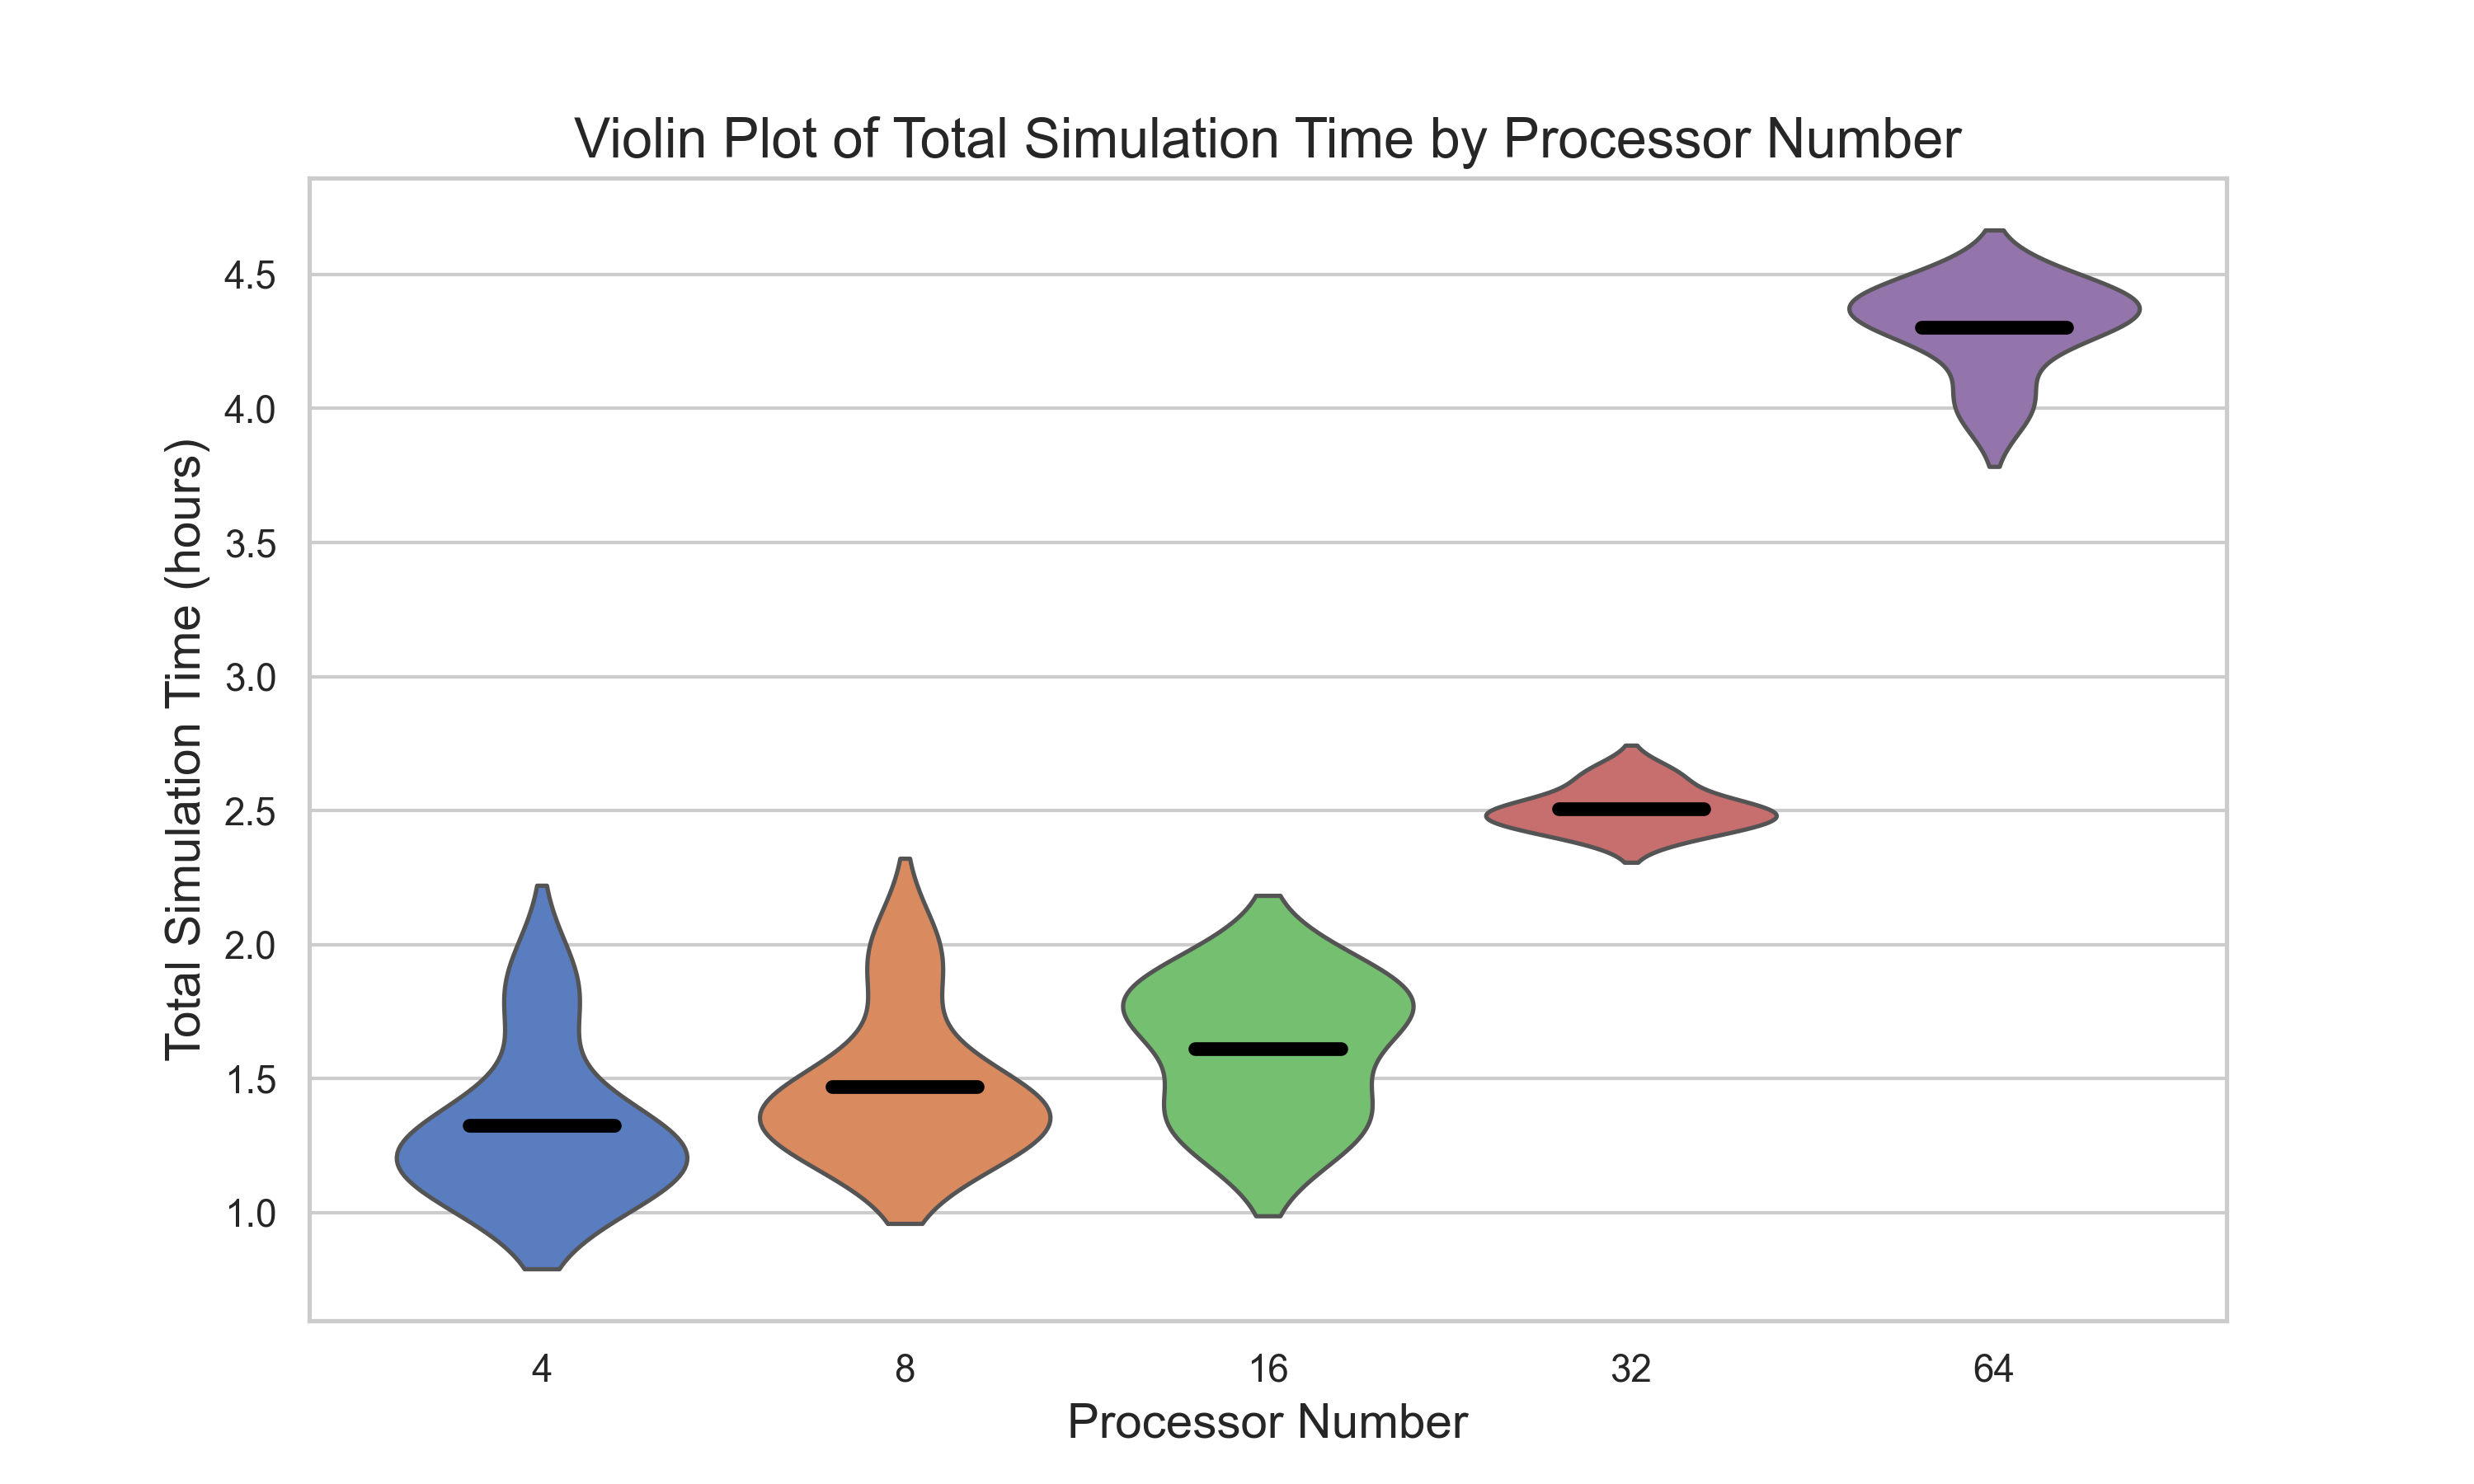 Violin Plot of Total Simulation Time by Processor Number
Total Simulation Time (hours)
4.5
4.0
3.5
3.0
2.5
2.0
1.5
1.0
4 8 16 32 64
Processor Number